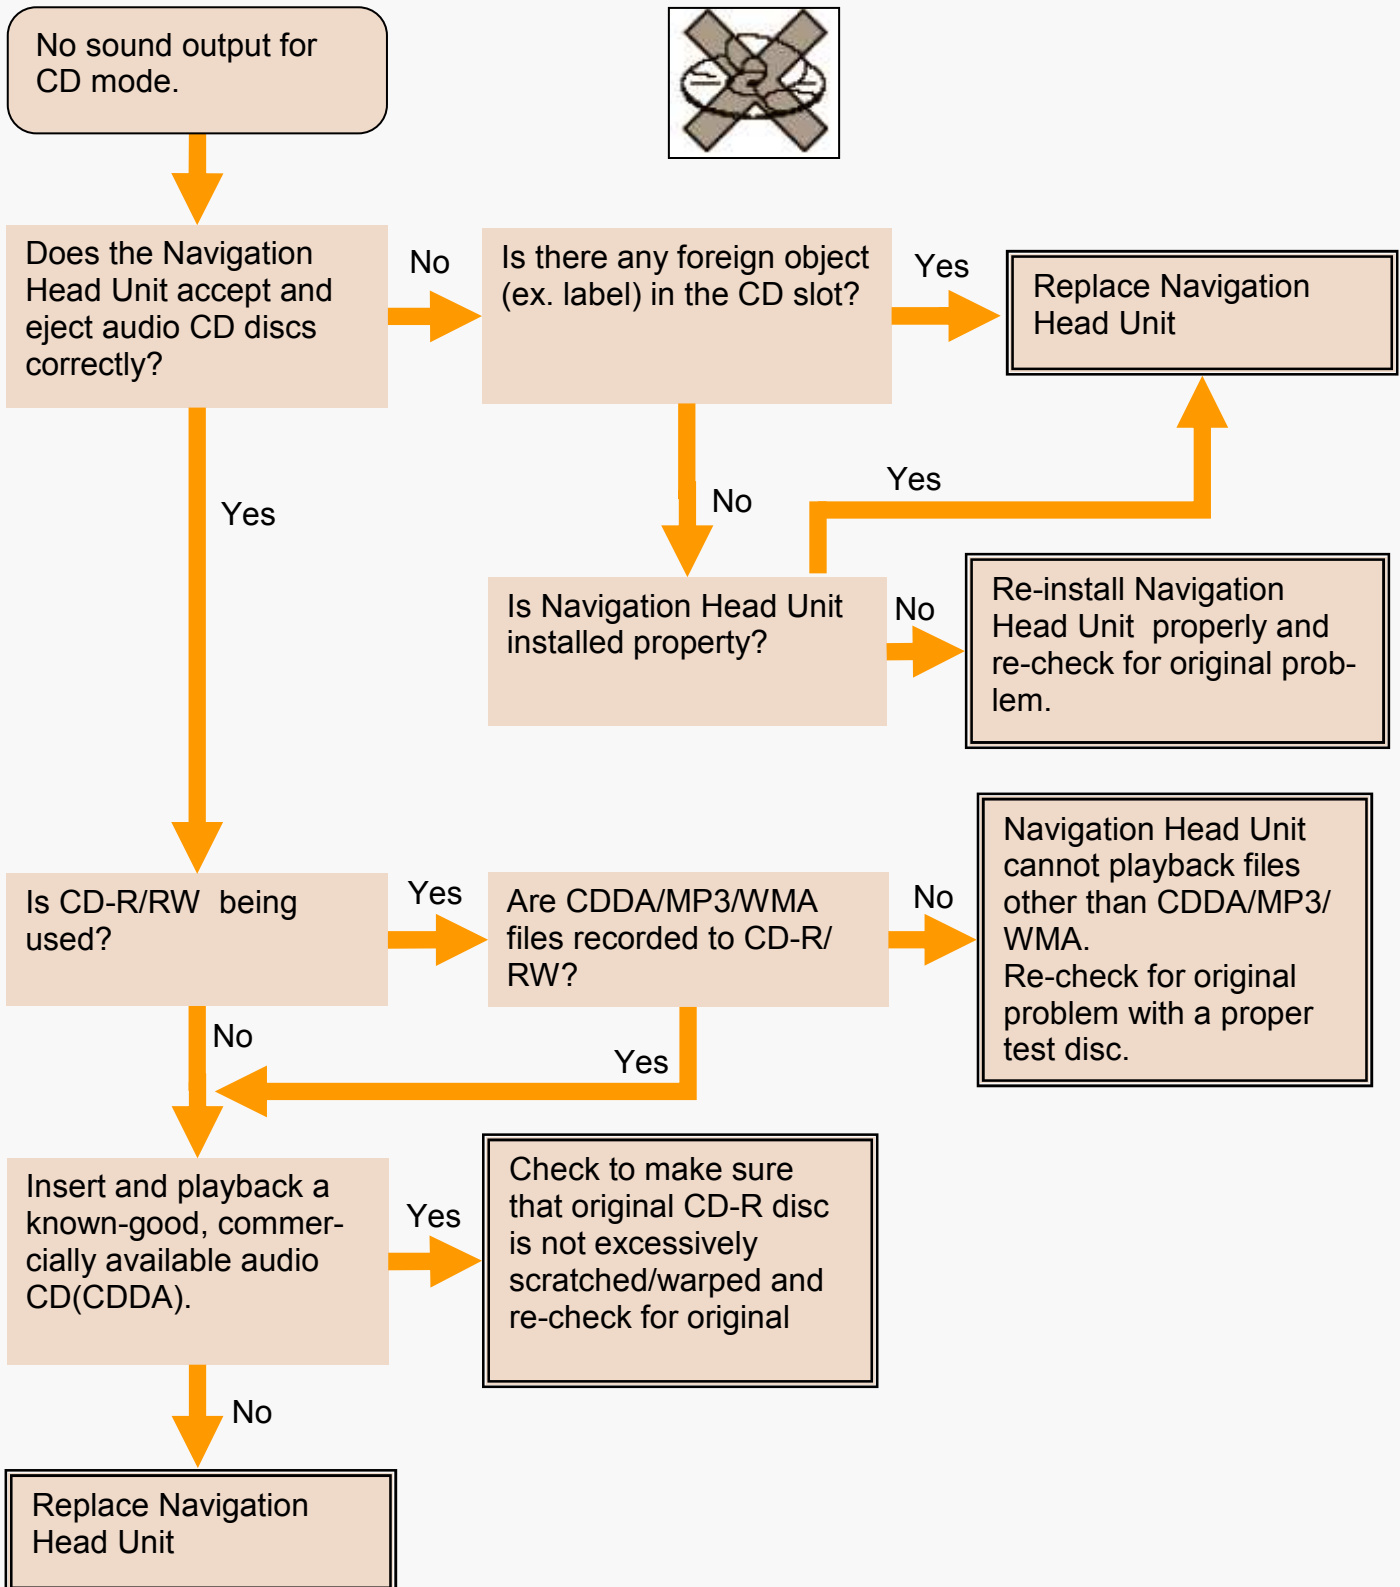 No sound output for
CD mode.
Does the Navigation
Head Unit accept and
eject audio CD discs
correctly?
No
Is there any foreign object
(ex. label) in the CD slot?
Yes
Replace Navigation
Head Unit
Yes
No
Yes
Is Navigation Head Unit
installed property?
No
Re-install Navigation
Head Unit  properly and
re-check for original prob-
lem.
Is CD-R/RW  being
used?
Yes
Are CDDA/MP3/WMA
files recorded to CD-R/
RW?
No
Navigation Head Unit
cannot playback files
other than CDDA/MP3/
WMA.
Re-check for original
problem with a proper
test disc.
No
Yes
Insert and playback a
known-good, commer-
cially available audio
CD(CDDA).
Yes
Check to make sure
that original CD-R disc
is not excessively
scratched/warped and
re-check for original
No
Replace Navigation
Head Unit